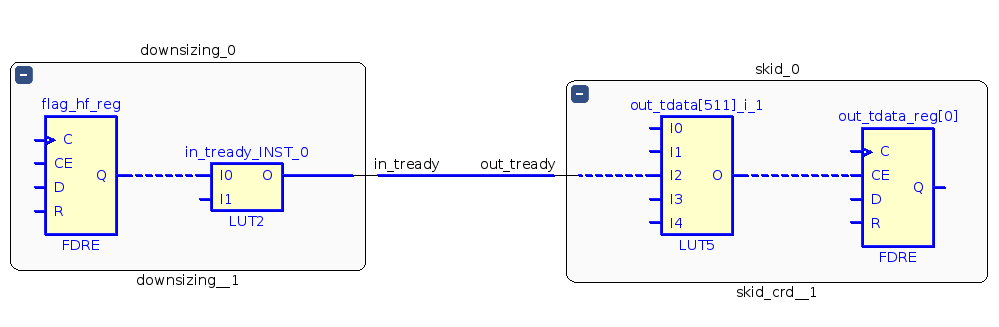 downsizing_0
flag_hf_reg
C
CE
D
R
Q
FDRE
in_tready_INST_0
I0
I1
O
LUT2
downsizing__1
in_tready
out_tready
skid_0
out_tdata[511]_i_1
I0
I1
I2
I3
I4
O
LUT5
out_tdata_reg[0]
C
CE
D
R
Q
FDRE
skid_crd__1